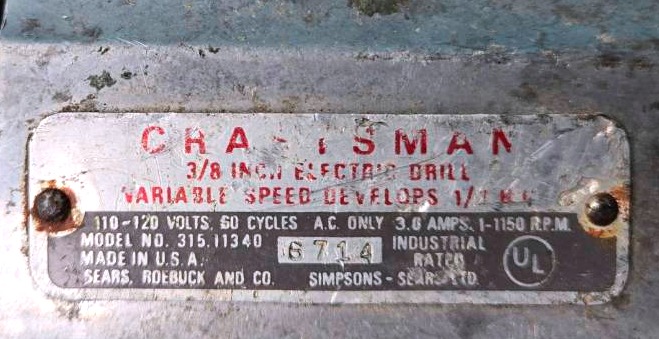 CRAFTSMAN
3/8 INCH ELECTRIC DRILL
VARIABLE SPEED DEVELOPS 1/
110-120 VOLTS, 60 CYCLES A.C. ONLY 3.0 AMPS. 1-1150 R.P.M.
MODEL NO. 315.11340 6714 INDUSTRIAL
MADE IN U.S.A. RATED UL
SEARS, ROEBUCK AND CO. SIMPSONS-SEARS LTD.